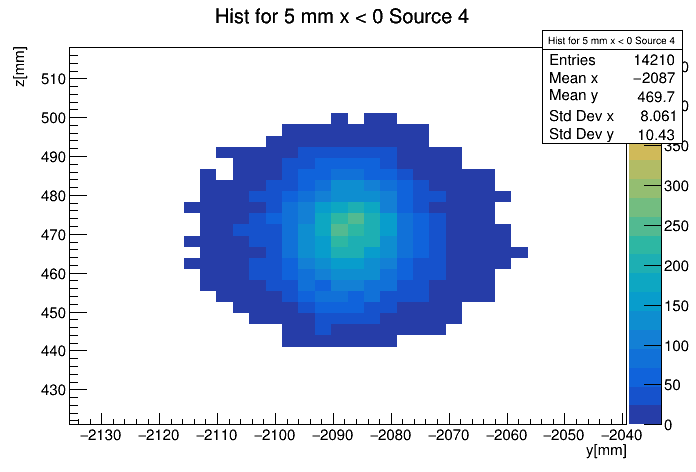 Hist for 5 mm x < 0 Source 4
Hist for 5 mm x < 0 Source 4
Entries 14210
Mean x −2087
Mean y 469.7
Std Dev x 8.061
Std Dev y 10.43
z[mm]
510
500
490
480
470
460
450
440
430
350
300
250
200
150
100
50
0
−2130 −2120 −2110 −2100 −2090 −2080 −2070 −2060 −2050 −2040
y[mm]